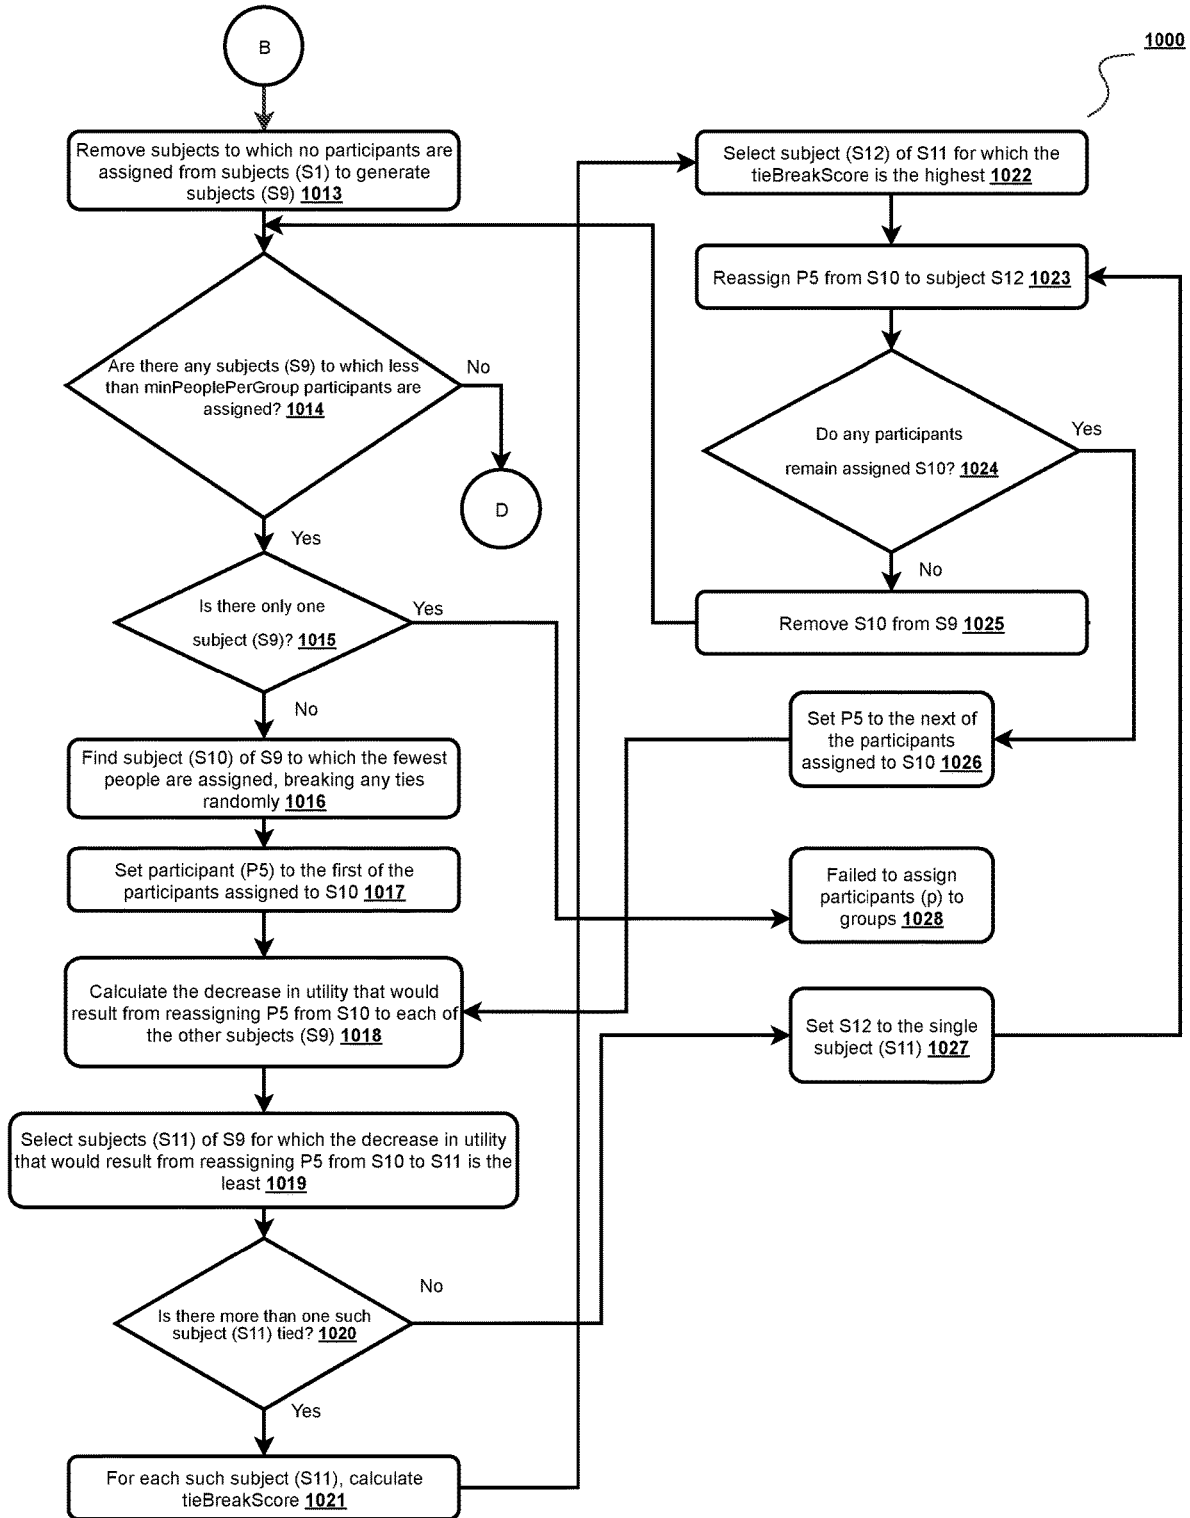 B
Remove subjects to which no participants are
assigned from subjects (S1) to generate
subjects (S9) 1013
Are there any subjects (S9) to which less
than minPeoplePerGroup participants are
assigned? 1014
No
D
Yes
Is there only one
subject (S9)? 1015
Yes
No
Find subject (S10) of S9 to which the fewest
people are assigned, breaking any ties
randomly 1016
Set participant (P5) to the first of the
participants assigned to S10 1017
Calculate the decrease in utility that would
result from reassigning P5 from S10 to each of
the other subjects (S9) 1018
Select subjects (S11) of S9 for which the decrease in utility
that would result from reassigning P5 from S10 to S11 is the
least 1019
Is there more than one such
subject (S11) tied? 1020
No
Yes
For each such subject (S11), calculate
tieBreakScore 1021
1000
Select subject (S12) of S11 for which the
tieBreakScore is the highest 1022
Reassign P5 from S10 to subject S12 1023
Do any participants
remain assigned S10? 1024
Yes
No
Remove S10 from S9 1025
Set P5 to the next of
the participants
assigned to S10 1026
Failed to assign
participants (p) to
groups 1028
Set S12 to the single
subject (S11) 1027